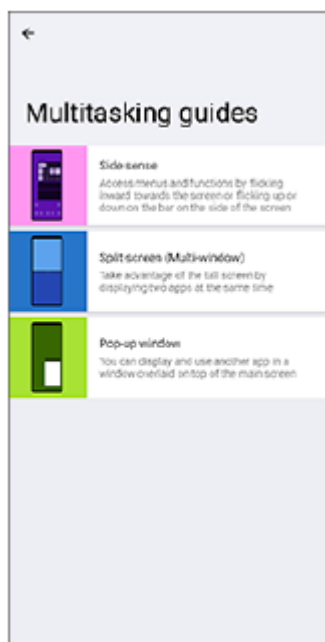 Multitasking guides
Side sense
Access menus and functions by flicking
inward towards the screen or flicking up or
down on the bar on the side of the screen
Split screen (Multi-window)
Take advantage of the tall screen by
displaying two apps at the same time
Pop-up window
You can display and use another app in a
window overlaid on top of the main screen